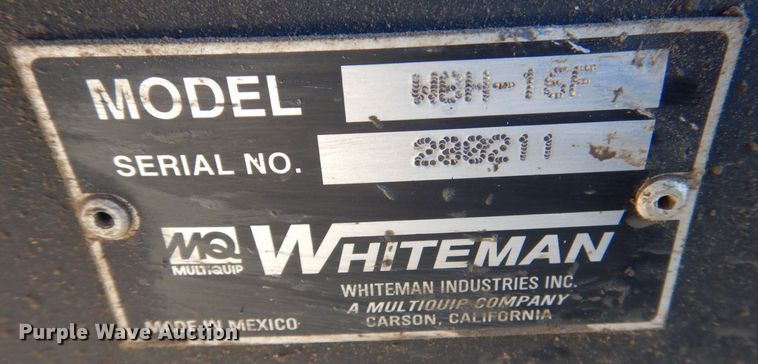 MODEL WBH-16F
SERIAL NO. 280211
MQ WHITEMAN
MULTIQUIP
WHITEMAN INDUSTRIES INC.
A MULTIQUIP COMPANY
MADE IN MEXICO CARSON, CALIFORNIA
Purple Wave Auction